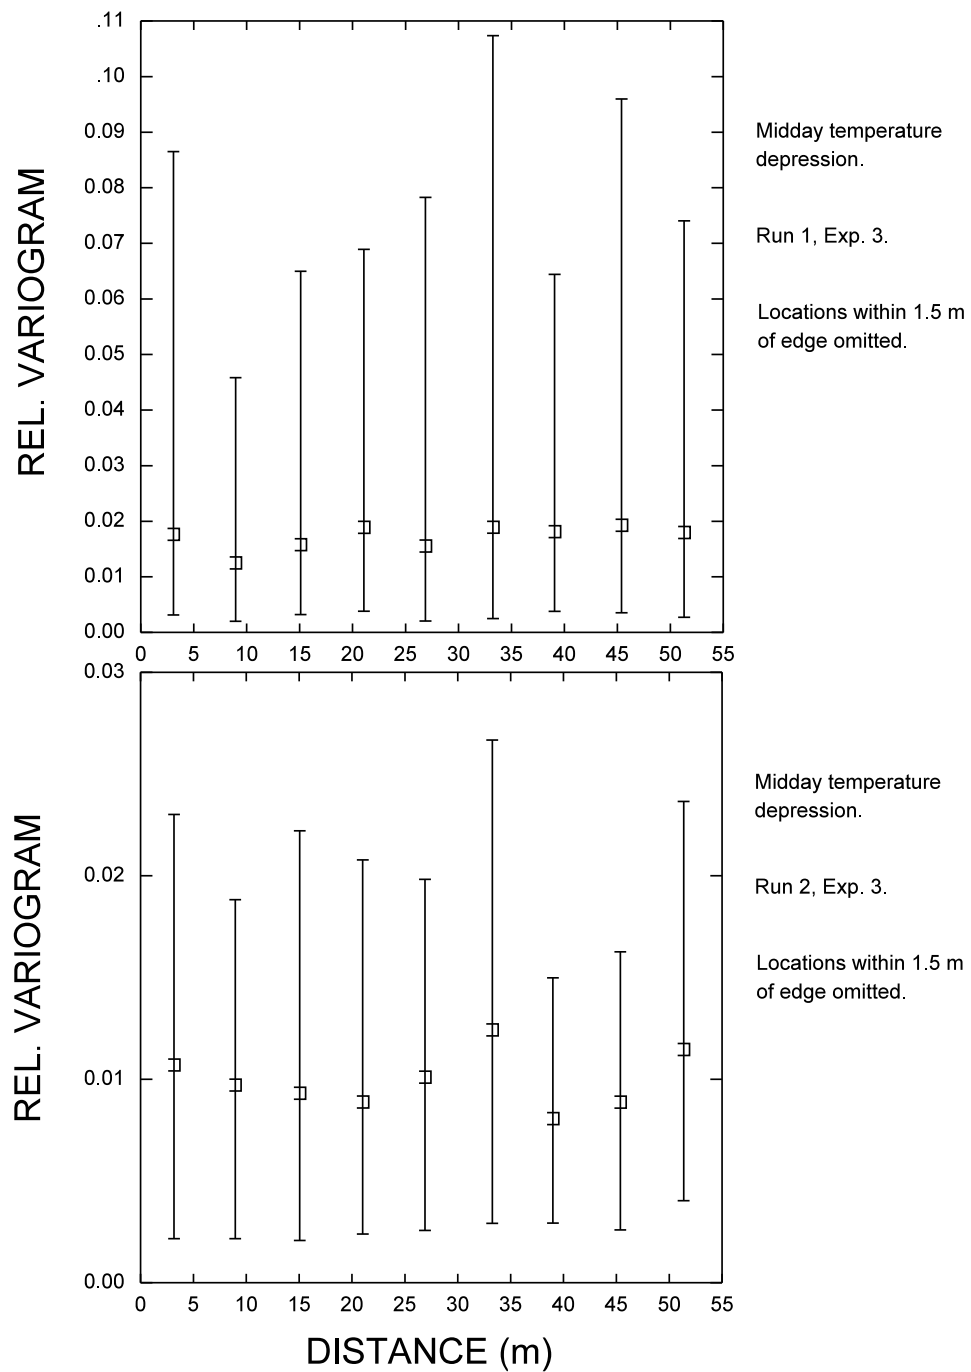 .11
.10
0.09
0.08
0.07
0.06
0.05
0.04
0.03
0.02
0.01
0.00
REL. VARIOGRAM
0 5 10 15 20 25 30 35 40 45 50 55
Midday temperature
depression.
Run 1, Exp. 3.
Locations within 1.5 m
of edge omitted.
0.03
0.02
0.01
0.00
REL. VARIOGRAM
0 5 10 15 20 25 30 35 40 45 50 55
DISTANCE (m)
Midday temperature
depression.
Run 2, Exp. 3.
Locations within 1.5 m
of edge omitted.